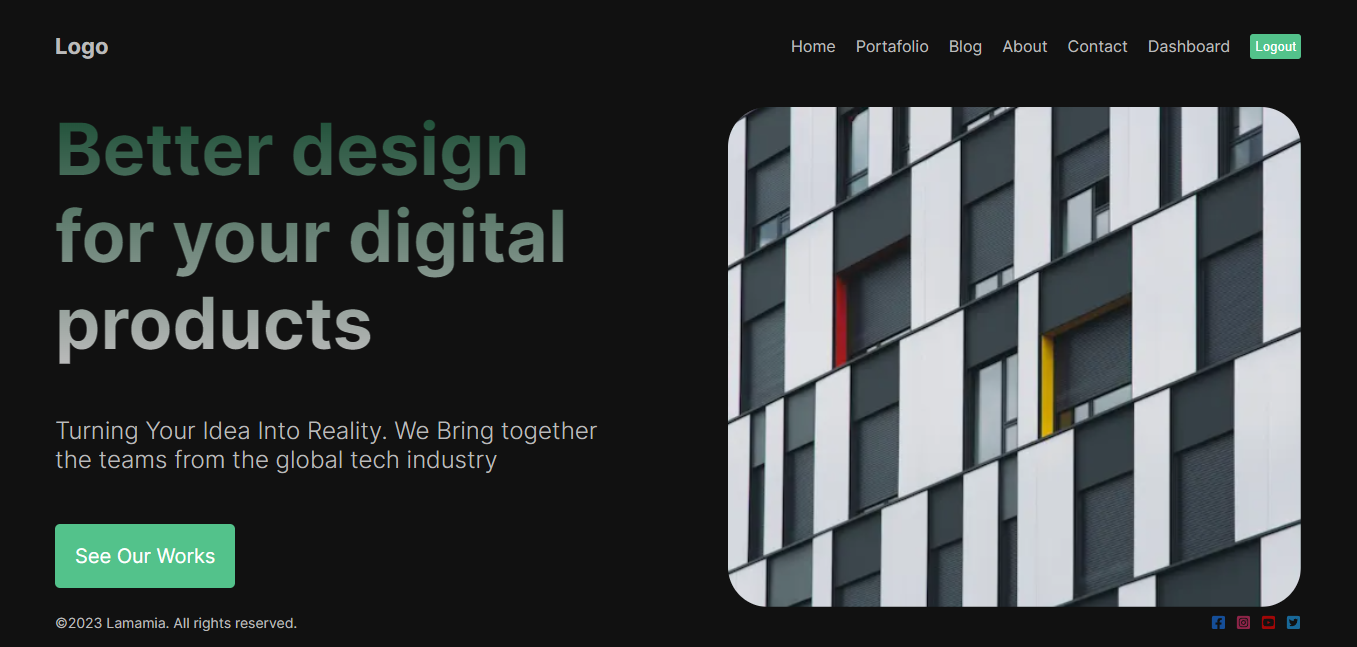 Logo
Home Portafolio Blog About Contact Dashboard Logout
Better design
for your digital
products
Turning Your Idea Into Reality. We Bring together
the teams from the global tech industry
See Our Works
©2023 Lamamia. All rights reserved.